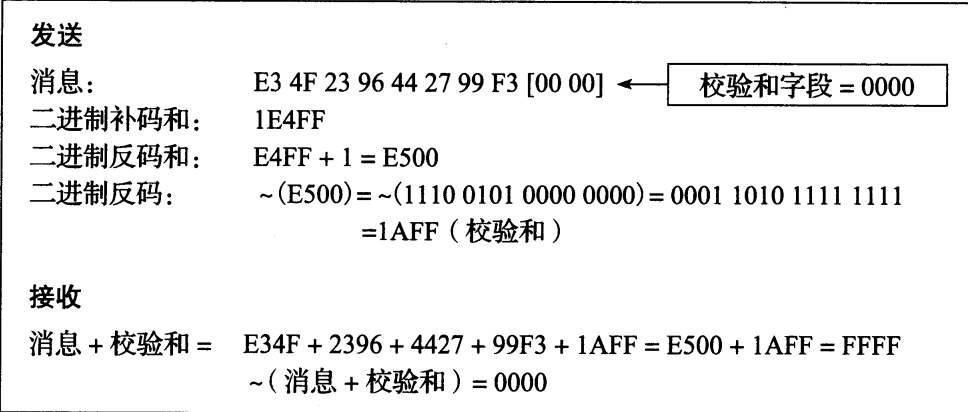 发送
消息： E3 4F 23 96 44 27 99 F3 [00 00] 校验和字段 = 0000
二进制补码和： 1E4FF
二进制反码和： E4FF + 1 = E500
二进制反码： ~(E500) = ~(1110 0101 0000 0000) = 0001 1010 1111 1111
=1AFF（校验和）
接收
消息 + 校验和 = E34F + 2396 + 4427 + 99F3 + 1AFF = E500 + 1AFF = FFFF
~(消息 + 校验和) = 0000